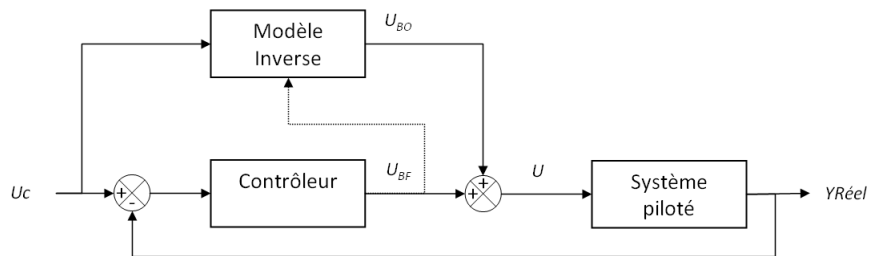 Modèle
Inverse
U_BO
Uc
+
-
Contrôleur
U_BF
+
+
U
Système
piloté
YRéel